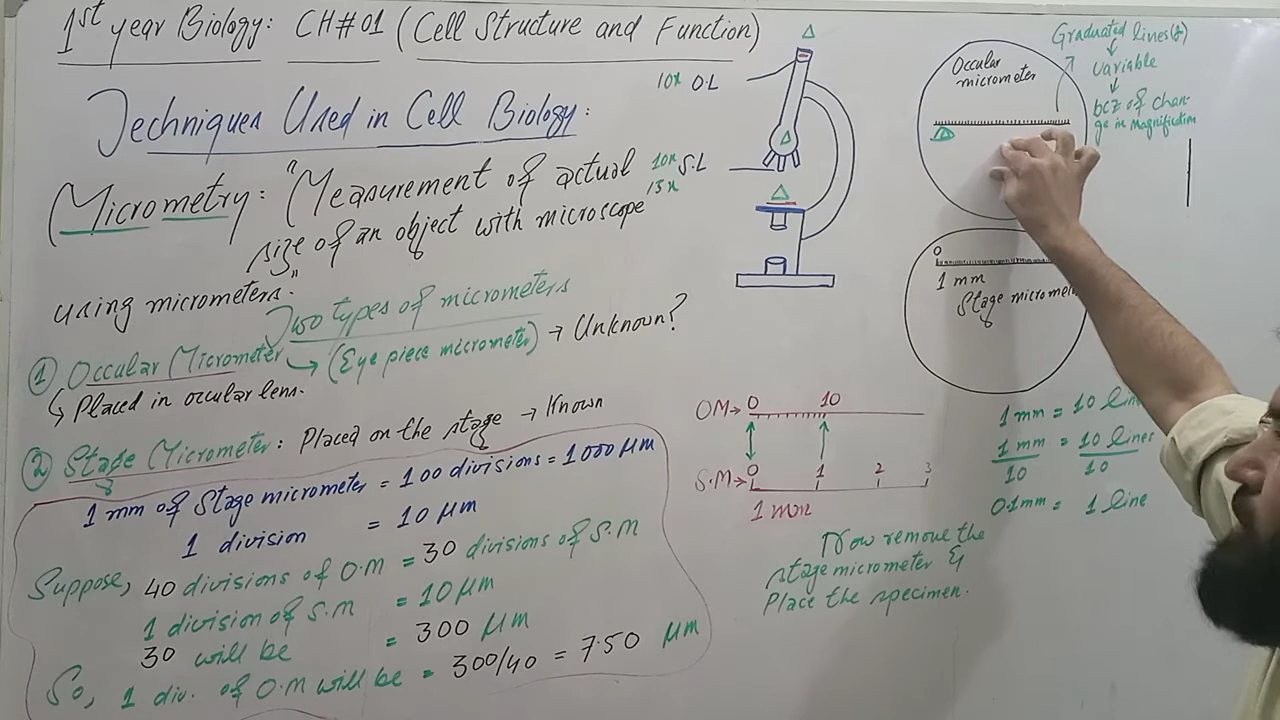 1st year Biology: CH#01 (Cell Structure and Function)
Techniques Used in Cell Biology:
(Micrometry: "Measurement of actual
size of an object with microscope
using micrometers."
Two types of micrometers
① Occular Micrometer → (Eye piece micrometer) → Unknown?
↳ Placed in occular lens.
② Stage Micrometer: Placed on the stage → Known
1 mm of Stage micrometer = 100 divisions = 1000 µm
1 division = 10 µm
Suppose, 40 divisions of O.M = 30 divisions of S.M
1 division of S.M = 10 µm
30 will be = 300 µm
So, 1 div. of O.M will be = 300/40 = 7.50 µm
10x O.L
10x S.L
15x
Occular
micrometer
Graduated lines
↓
Variable
↓
bcz of chan-
ge in magnification
0
1 mm
Stage
OM→ 0 10
S.M→ 0 1 2 3
1 mm
1 mm = 10
1 mm = 10 lines
10 10
0.1mm = 1 line
Now remove the
stage micrometer &
Place the specimen.